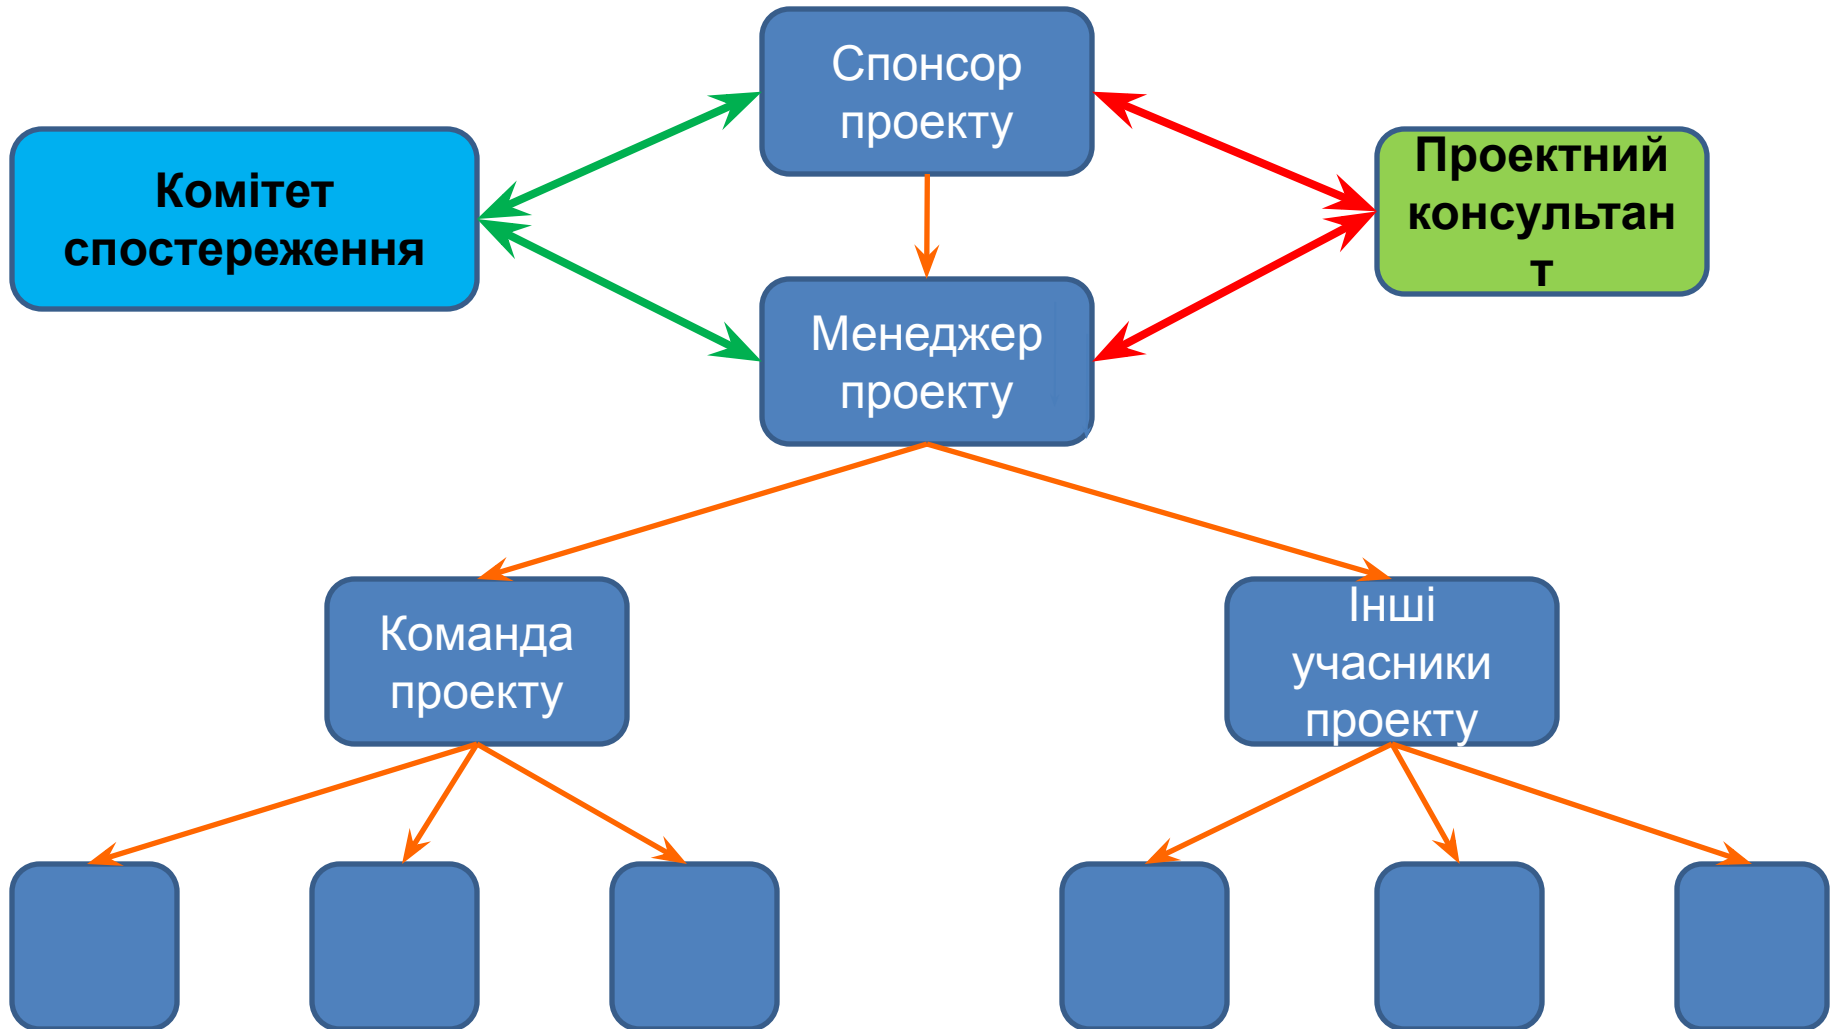 Спонсор
проекту
Комітет
спостереження
Проектний
консультан
т
Менеджер
проекту
Команда
проекту
Інші
учасники
проекту